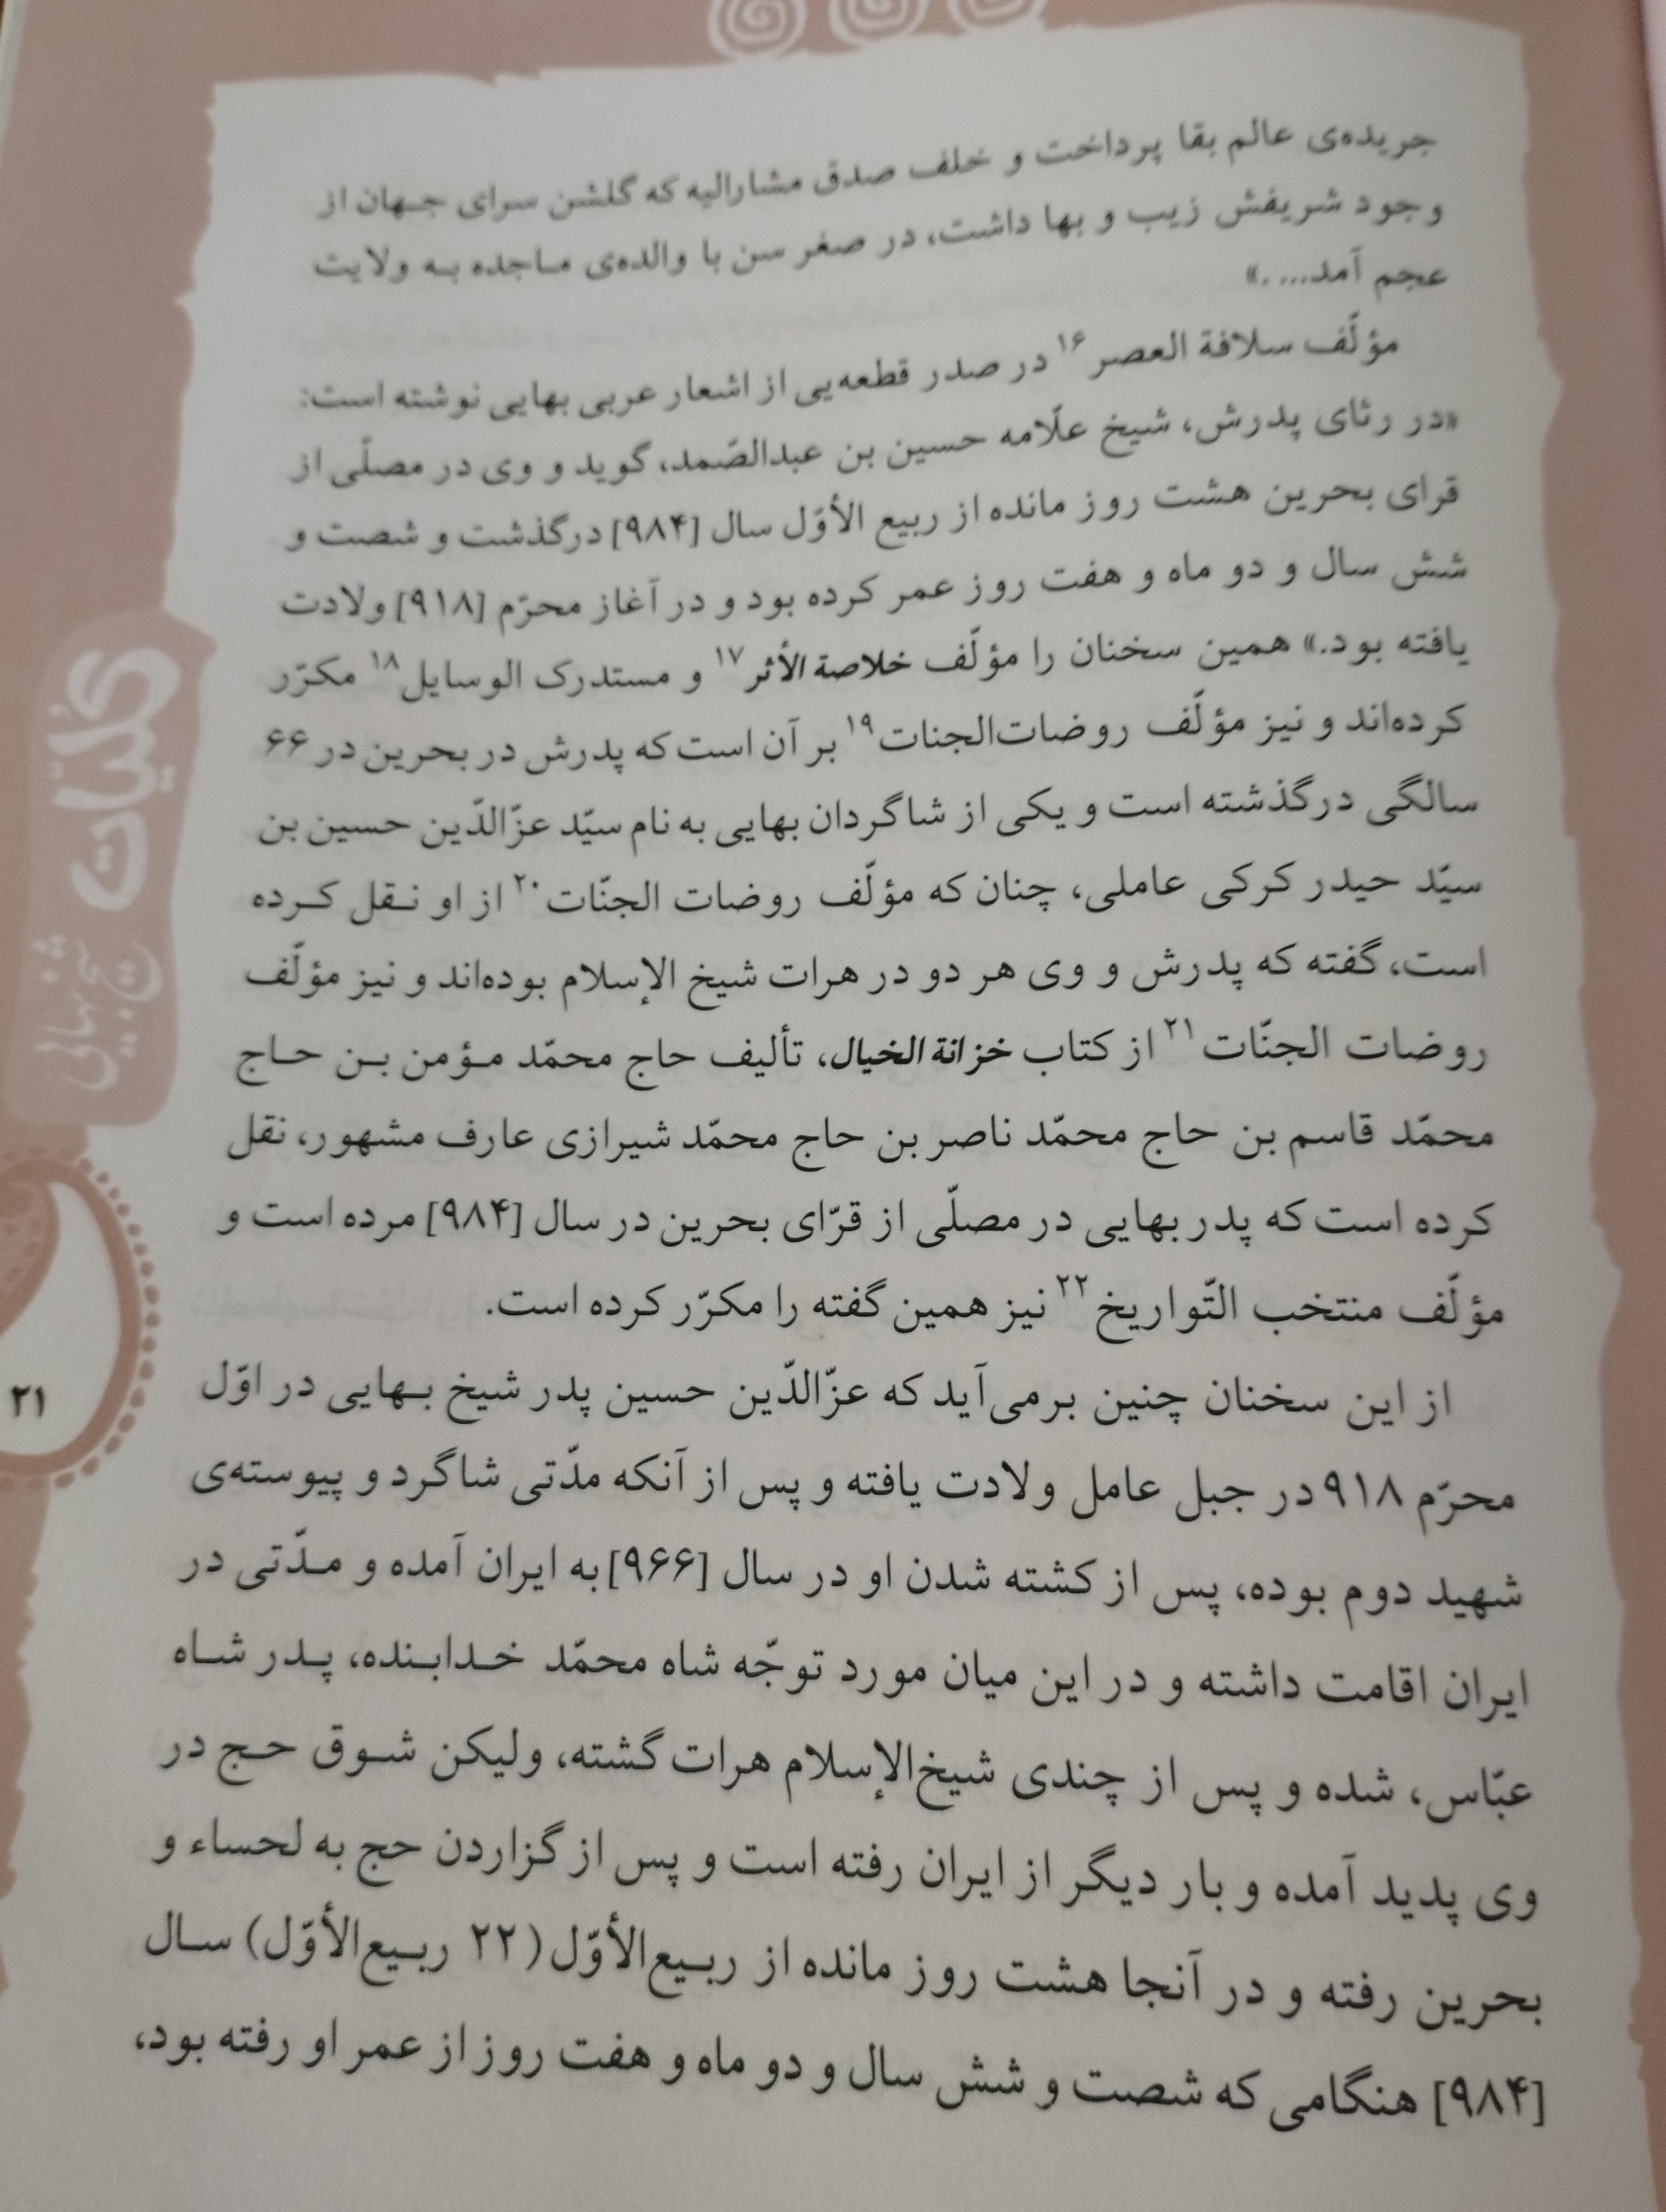 جریده‌ی عالم بقا پرداخت و خلف صدق مشارالیه که گلشن سرای جهان از
وجود شریفش زیب و بها داشت، در صغر سن با والده‌ی ماجده به ولایت
عجم آمد.... .»
مؤلّف سلافة العصر۱۶ در صدر قطعه‌یی از اشعار عربی بهایی نوشته است:
«در رثای پدرش، شیخ علّامه حسین بن عبدالصّمد، گوید و وی در مصلّی از
قرای بحرین هشت روز مانده از ربیع الأوّل سال [۹۸۴] درگذشت و شصت و
شش سال و دو ماه و هفت روز عمر کرده بود و در آغاز محرّم [۹۱۸] ولادت
یافته بود.» همین سخنان را مؤلّف خلاصة الأثر۱۷ و مستدرک الوسایل۱۸ مکرّر
کرده‌اند و نیز مؤلّف روضات‌الجنات۱۹ بر آن است که پدرش در بحرین در ۶۶
سالگی درگذشته است و یکی از شاگردان بهایی به نام سیّد عزّالدّین حسین بن
سیّد حیدر کرکی عاملی، چنان که مؤلّف روضات الجنّات۲۰ از او نقل کرده
است، گفته که پدرش و وی هر دو در هرات شیخ الإسلام بوده‌اند و نیز مؤلّف
روضات الجنّات۲۱ از کتاب خزانة الخیال، تألیف حاج محمّد مؤمن بن حاج
محمّد قاسم بن حاج محمّد ناصر بن حاج محمّد شیرازی عارف مشهور، نقل
کرده است که پدر بهایی در مصلّی از قرّای بحرین در سال [۹۸۴] مرده است و
مؤلّف منتخب التّواریخ۲۲ نیز همین گفته را مکرّر کرده است.
از این سخنان چنین برمی‌آید که عزّالدّین حسین پدر شیخ بهایی در اوّل
محرّم ۹۱۸ در جبل عامل ولادت یافته و پس از آنکه مدّتی شاگرد و پیوسته‌ی
شهید دوم بوده، پس از کشته شدن او در سال [۹۶۶] به ایران آمده و مدّتی در
ایران اقامت داشته و در این میان مورد توجّه شاه محمّد خدابنده، پدر شاه
عبّاس، شده و پس از چندی شیخ‌الإسلام هرات گشته، ولیکن شوق حج در
وی پدید آمده و بار دیگر از ایران رفته است و پس از گزاردن حج به لحساء و
بحرین رفته و در آنجا هشت روز مانده از ربیع‌الأوّل (۲۲ ربیع‌الأوّل) سال
[۹۸۴] هنگامی که شصت و شش سال و دو ماه و هفت روز از عمر او رفته بود،
کلیّات
شیخ بهایی
۲۱